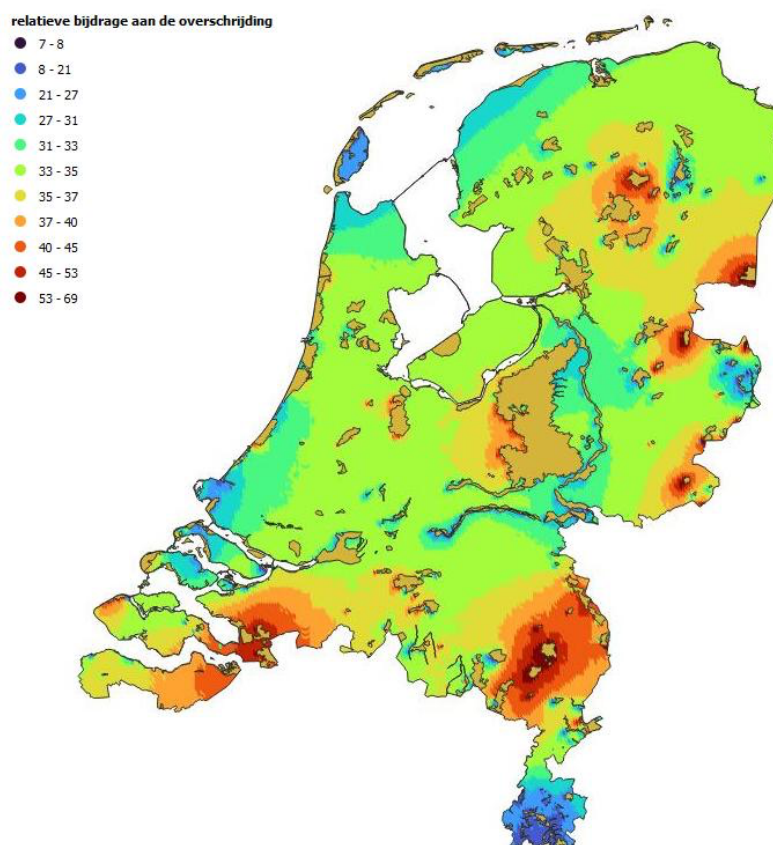 relatieve bijdrage aan de overschrijding
7 - 8
8 - 21
21 - 27
27 - 31
31 - 33
33 - 35
35 - 37
37 - 40
40 - 45
45 - 53
53 - 69